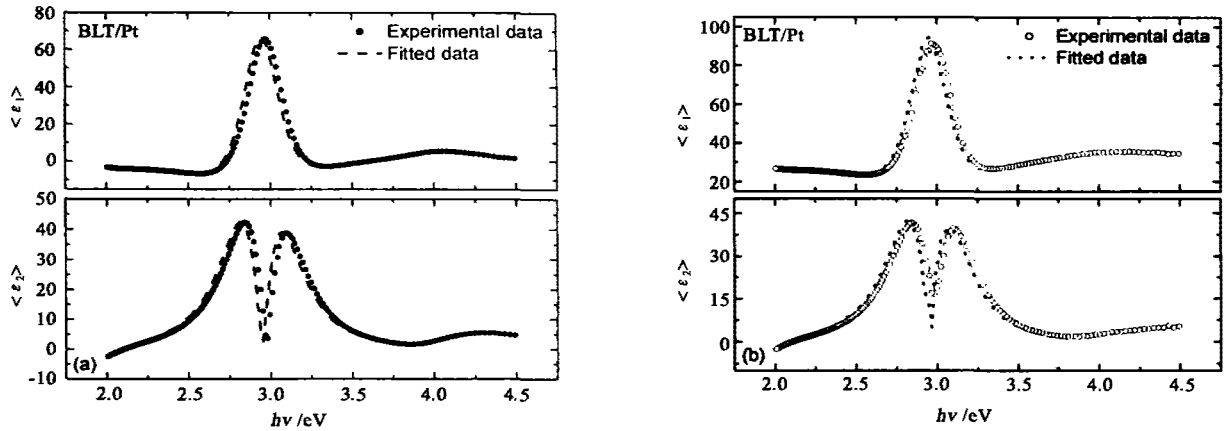 BLT/Pt
Experimental data
Fitted data
80
60
40
20
0
< ε₁>
50
40
30
20
10
0
-10
< ε₂>
(a)
2.0 2.5 3.0 3.5 4.0 4.5
hν /eV
BLT/Pt
Experimental data
Fitted data
100
80
60
40
20
< ε₁>
45
30
15
0
< ε₂>
(b)
2.0 2.5 3.0 3.5 4.0 4.5
hν /eV